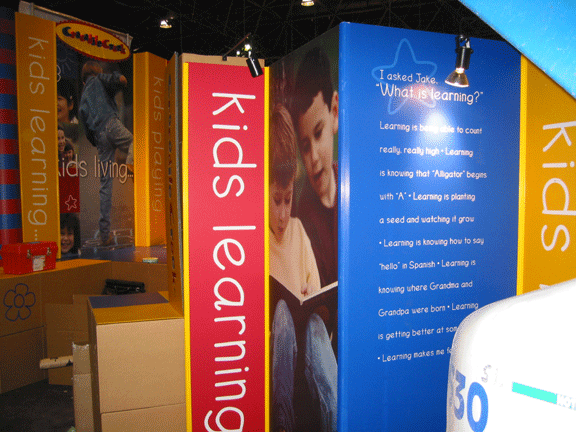 kids learning...
kids living...
kids playing...
kids learning
I asked Jake,
"What is learning?"
Learning is being able to count
really, really high • Learning
is knowing that "Alligator" begins
with "A" • Learning is planting
a seed and watching it grow
• Learning is knowing how to say
"hello" in Spanish • Learning is
knowing where Grandma and
Grandpa were born • Learning
is getting better at
• Learning makes me
kids
30